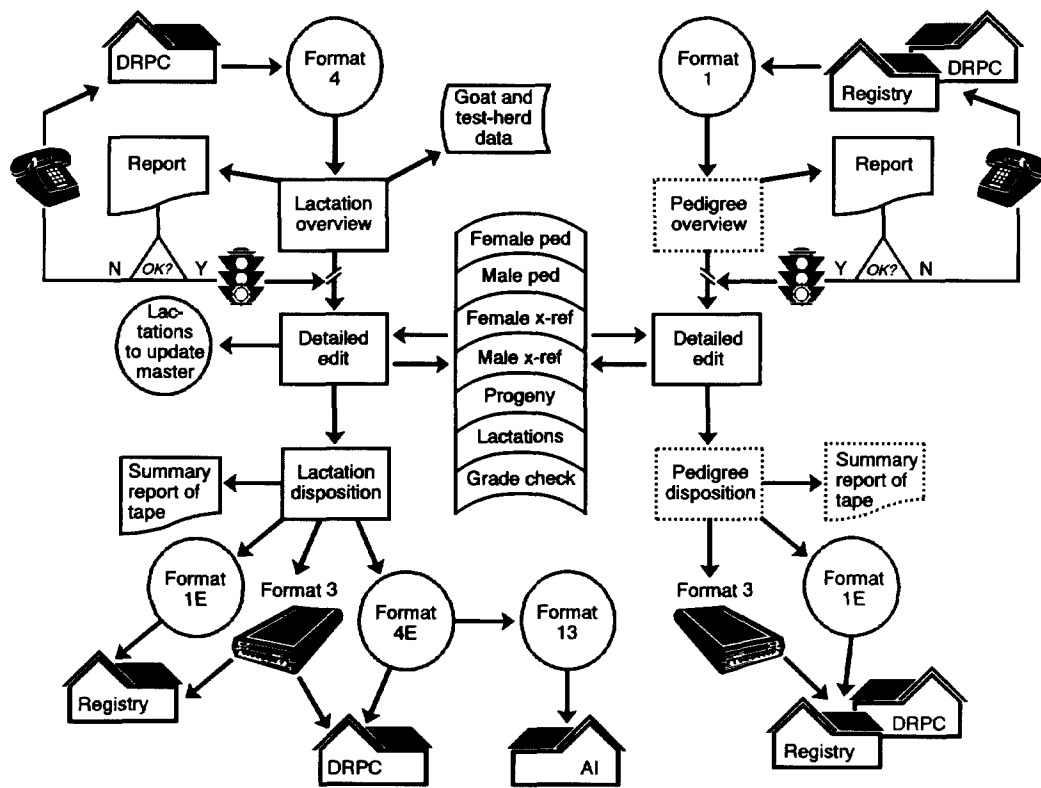 DRPC
Format
4
Goat and
test-herd
data
Report
Lactation
overview
N
OK?
Y
Lac-
tations
to update
master
Detailed
edit
Summary
report of
tape
Lactation
disposition
Format
1E
Format 3
Format
4E
Format
13
Registry
DRPC
AI
Female ped
Male ped
Female x-ref
Male x-ref
Progeny
Lactations
Grade check
Format
1
DRPC
Registry
Pedigree
overview
Report
Y
OK?
N
Detailed
edit
Pedigree
disposition
Summary
report of
tape
Format 3
Format
1E
DRPC
Registry